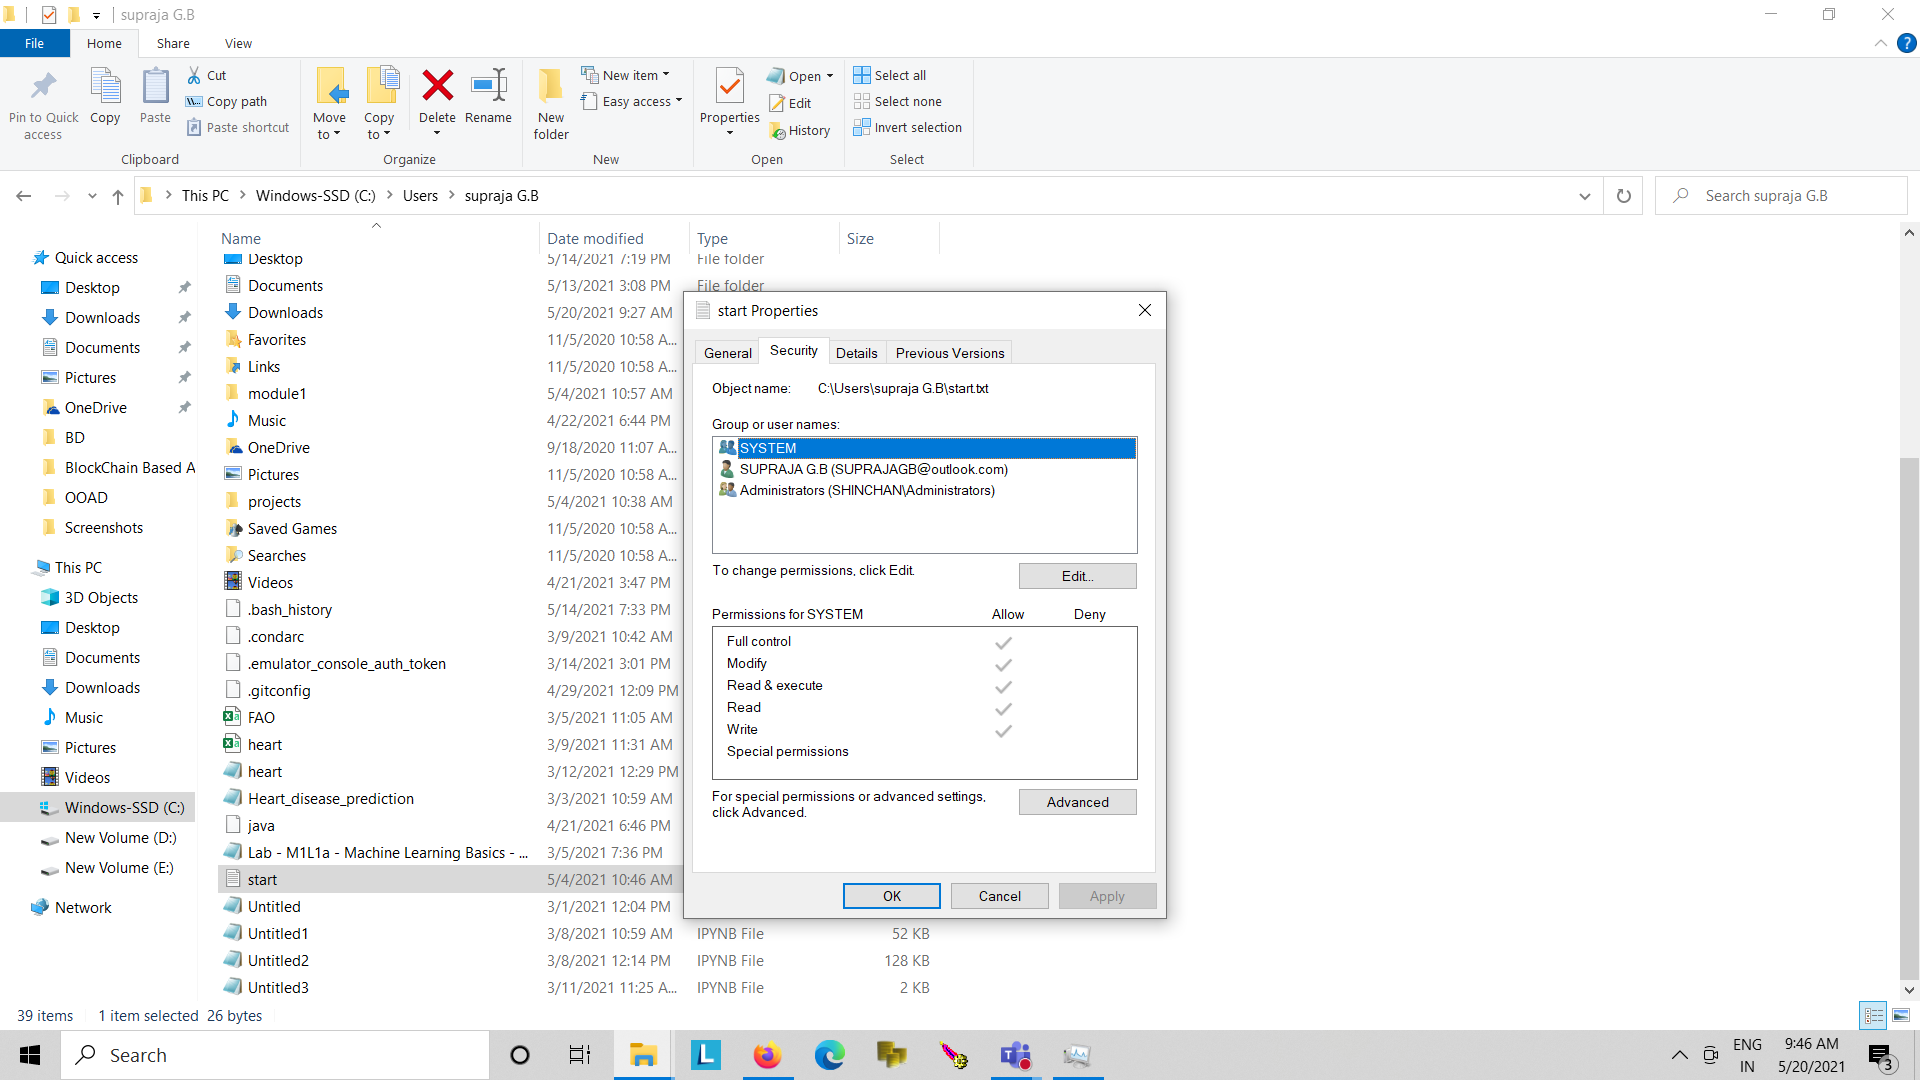 supraja G.B
File Home Share View
Pin to Quick access
Copy
Paste
Cut
Copy path
Paste shortcut
Clipboard
Move to
Copy to
Delete
Rename
Organize
New folder
New item
Easy access
New
Properties
Open
Edit
History
Open
Select all
Select none
Invert selection
Select
This PC > Windows-SSD (C:) > Users > supraja G.B
Search supraja G.B
Quick access
Desktop
Downloads
Documents
Pictures
OneDrive
BD
BlockChain Based A
OOAD
Screenshots
This PC
3D Objects
Desktop
Documents
Downloads
Music
Pictures
Videos
Windows-SSD (C:)
New Volume (D:)
New Volume (E:)
Network
Name Date modified Type Size
Desktop 5/14/2021 7:19 PM File folder
Documents 5/13/2021 3:08 PM File folder
Downloads 5/20/2021 9:27 AM
Favorites 11/5/2020 10:58 A...
Links 11/5/2020 10:58 A...
module1 5/4/2021 10:57 AM
Music 4/22/2021 6:44 PM
OneDrive 9/18/2020 11:07 A...
Pictures 11/5/2020 10:58 A...
projects 5/4/2021 10:38 AM
Saved Games 11/5/2020 10:58 A...
Searches 11/5/2020 10:58 A...
Videos 4/21/2021 3:47 PM
.bash_history 5/14/2021 7:33 PM
.condarc 3/9/2021 10:42 AM
.emulator_console_auth_token 3/14/2021 3:01 PM
.gitconfig 4/29/2021 12:09 PM
FAO 3/5/2021 11:05 AM
heart 3/9/2021 11:31 AM
heart 3/12/2021 12:29 PM
Heart_disease_prediction 3/3/2021 10:59 AM
java 4/21/2021 6:46 PM
Lab - M1L1a - Machine Learning Basics - ... 3/5/2021 7:36 PM
start 5/4/2021 10:46 AM
Untitled 3/1/2021 12:04 PM
Untitled1 3/8/2021 10:59 AM IPYNB File 52 KB
Untitled2 3/8/2021 12:14 PM IPYNB File 128 KB
Untitled3 3/11/2021 11:25 A... IPYNB File 2 KB
start Properties
General Security Details Previous Versions
Object name: C:\Users\supraja G.B\start.txt
Group or user names:
SYSTEM
SUPRAJA G.B (SUPRAJAGB@outlook.com)
Administrators (SHINCHAN\Administrators)
To change permissions, click Edit.
Edit...
Permissions for SYSTEM Allow Deny
Full control
Modify
Read & execute
Read
Write
Special permissions
For special permissions or advanced settings,
click Advanced.
Advanced
OK Cancel Apply
39 items 1 item selected 26 bytes
Search
L
ENG
IN
9:46 AM
5/20/2021
3